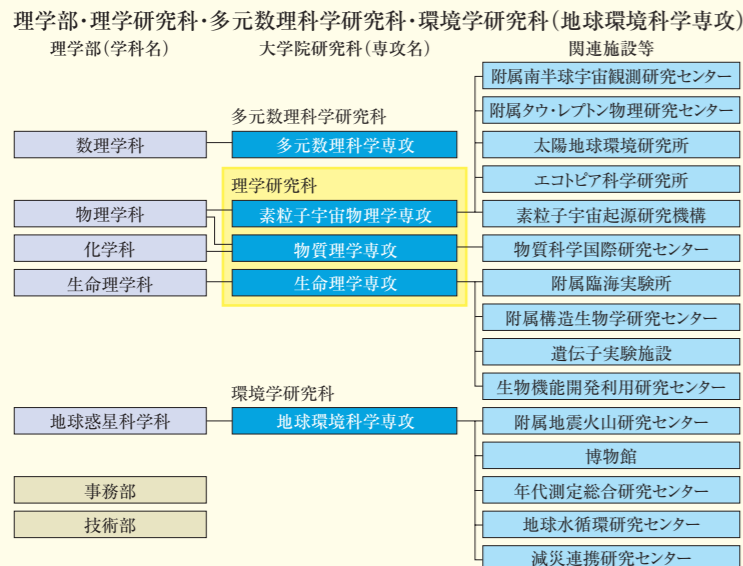 理学部・理学研究科・多元数理科学研究科・環境学研究科(地球環境科学専攻)
理学部(学科名)
大学院研究科(専攻名)
関連施設等
附属南半球宇宙観測研究センター
多元数理科学研究科
附属タウ・レプトン物理研究センター
数理学科
多元数理科学専攻
太陽地球環境研究所
理学研究科
エコトピア科学研究所
物理学科
素粒子宇宙物理学専攻
素粒子宇宙起源研究機構
化学科
物質理学専攻
物質科学国際研究センター
生命理学科
生命理学専攻
附属臨海実験所
附属構造生物学研究センター
遺伝子実験施設
環境学研究科
生物機能開発利用研究センター
地球惑星科学科
地球環境科学専攻
附属地震火山研究センター
博物館
事務部
年代測定総合研究センター
技術部
地球水循環研究センター
減災連携研究センター